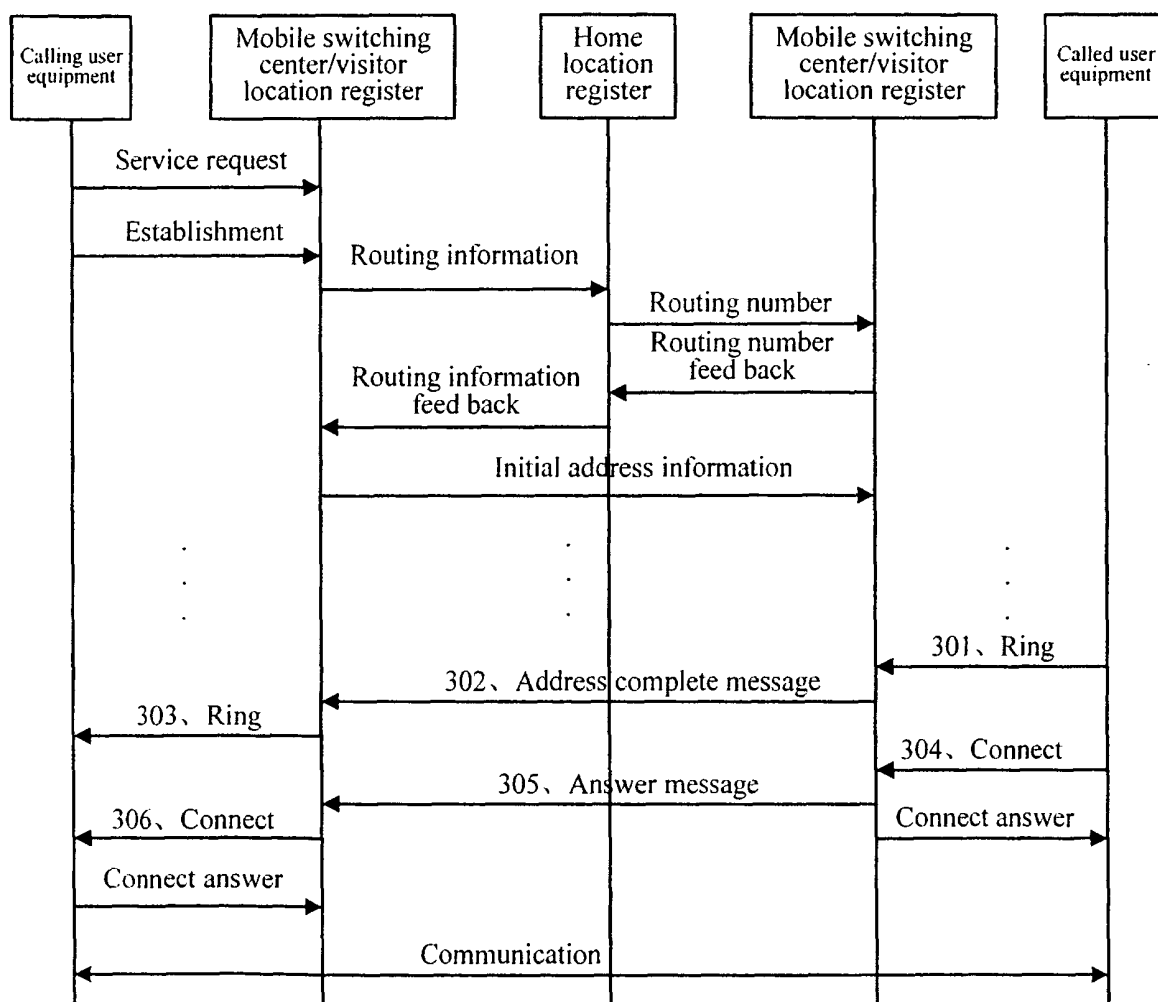 Calling user
equipment
Mobile switching
center/visitor
location register
Home
location
register
Mobile switching
center/visitor
location register
Called user
equipment
Service request
Establishment
Routing information
Routing number
Routing number
feed back
Routing information
feed back
Initial address information
301、Ring
302、Address complete message
303、Ring
304、Connect
305、Answer message
306、Connect
Connect answer
Connect answer
Communication